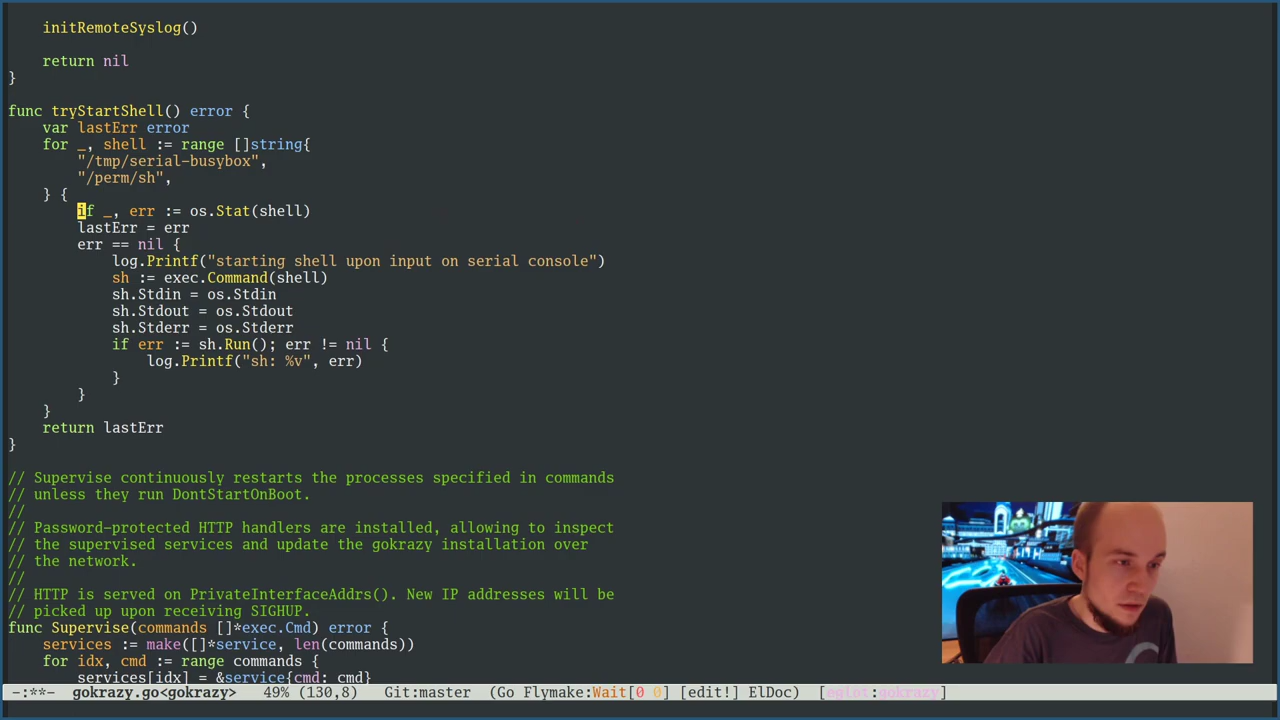 initRemoteSyslog()
return nil
}
func tryStartShell() error {
var lastErr error
for _, shell := range []string{
"/tmp/serial-busybox",
"/perm/sh",
} {
if _, err := os.Stat(shell)
lastErr = err
err == nil {
log.Printf("starting shell upon input on serial console")
sh := exec.Command(shell)
sh.Stdin = os.Stdin
sh.Stdout = os.Stdout
sh.Stderr = os.Stderr
if err := sh.Run(); err != nil {
log.Printf("sh: %v", err)
}
}
}
return lastErr
}
// Supervise continuously restarts the processes specified in commands
// unless they run DontStartOnBoot.
//
// Password-protected HTTP handlers are installed, allowing to inspect
// the supervised services and update the gokrazy installation over
// the network.
//
// HTTP is served on PrivateInterfaceAddrs(). New IP addresses will be
// picked up upon receiving SIGHUP.
func Supervise(commands []*exec.Cmd) error {
services := make([]*service, len(commands))
for idx, cmd := range commands {
services[idx] = &service{cmd: cmd}
-:**- gokrazy.go<gokrazy> 49% (130,8) Git:master (Go Flymake:Wait[0 0] [edit!] ElDoc) [eglot:gokrazy]